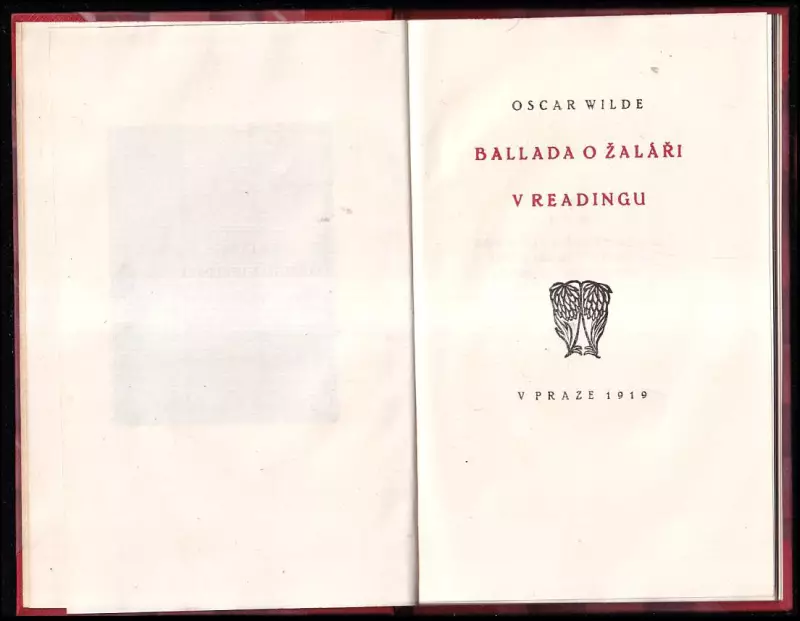 OSCAR WILDE
BALLADA O ŽALÁŘI
V READINGU
V PRAZE 1919